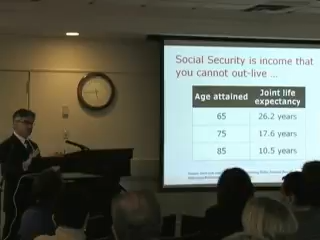 Social Security is income that
you cannot out-live ...
Age attained Joint life
expectancy
65 26.2 years
75 17.6 years
85 10.5 years